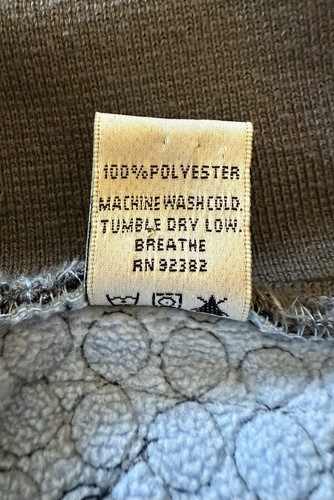 100% POLYESTER
MACHINE WASH COLD.
TUMBLE DRY LOW.
BREATHE
RN 92382